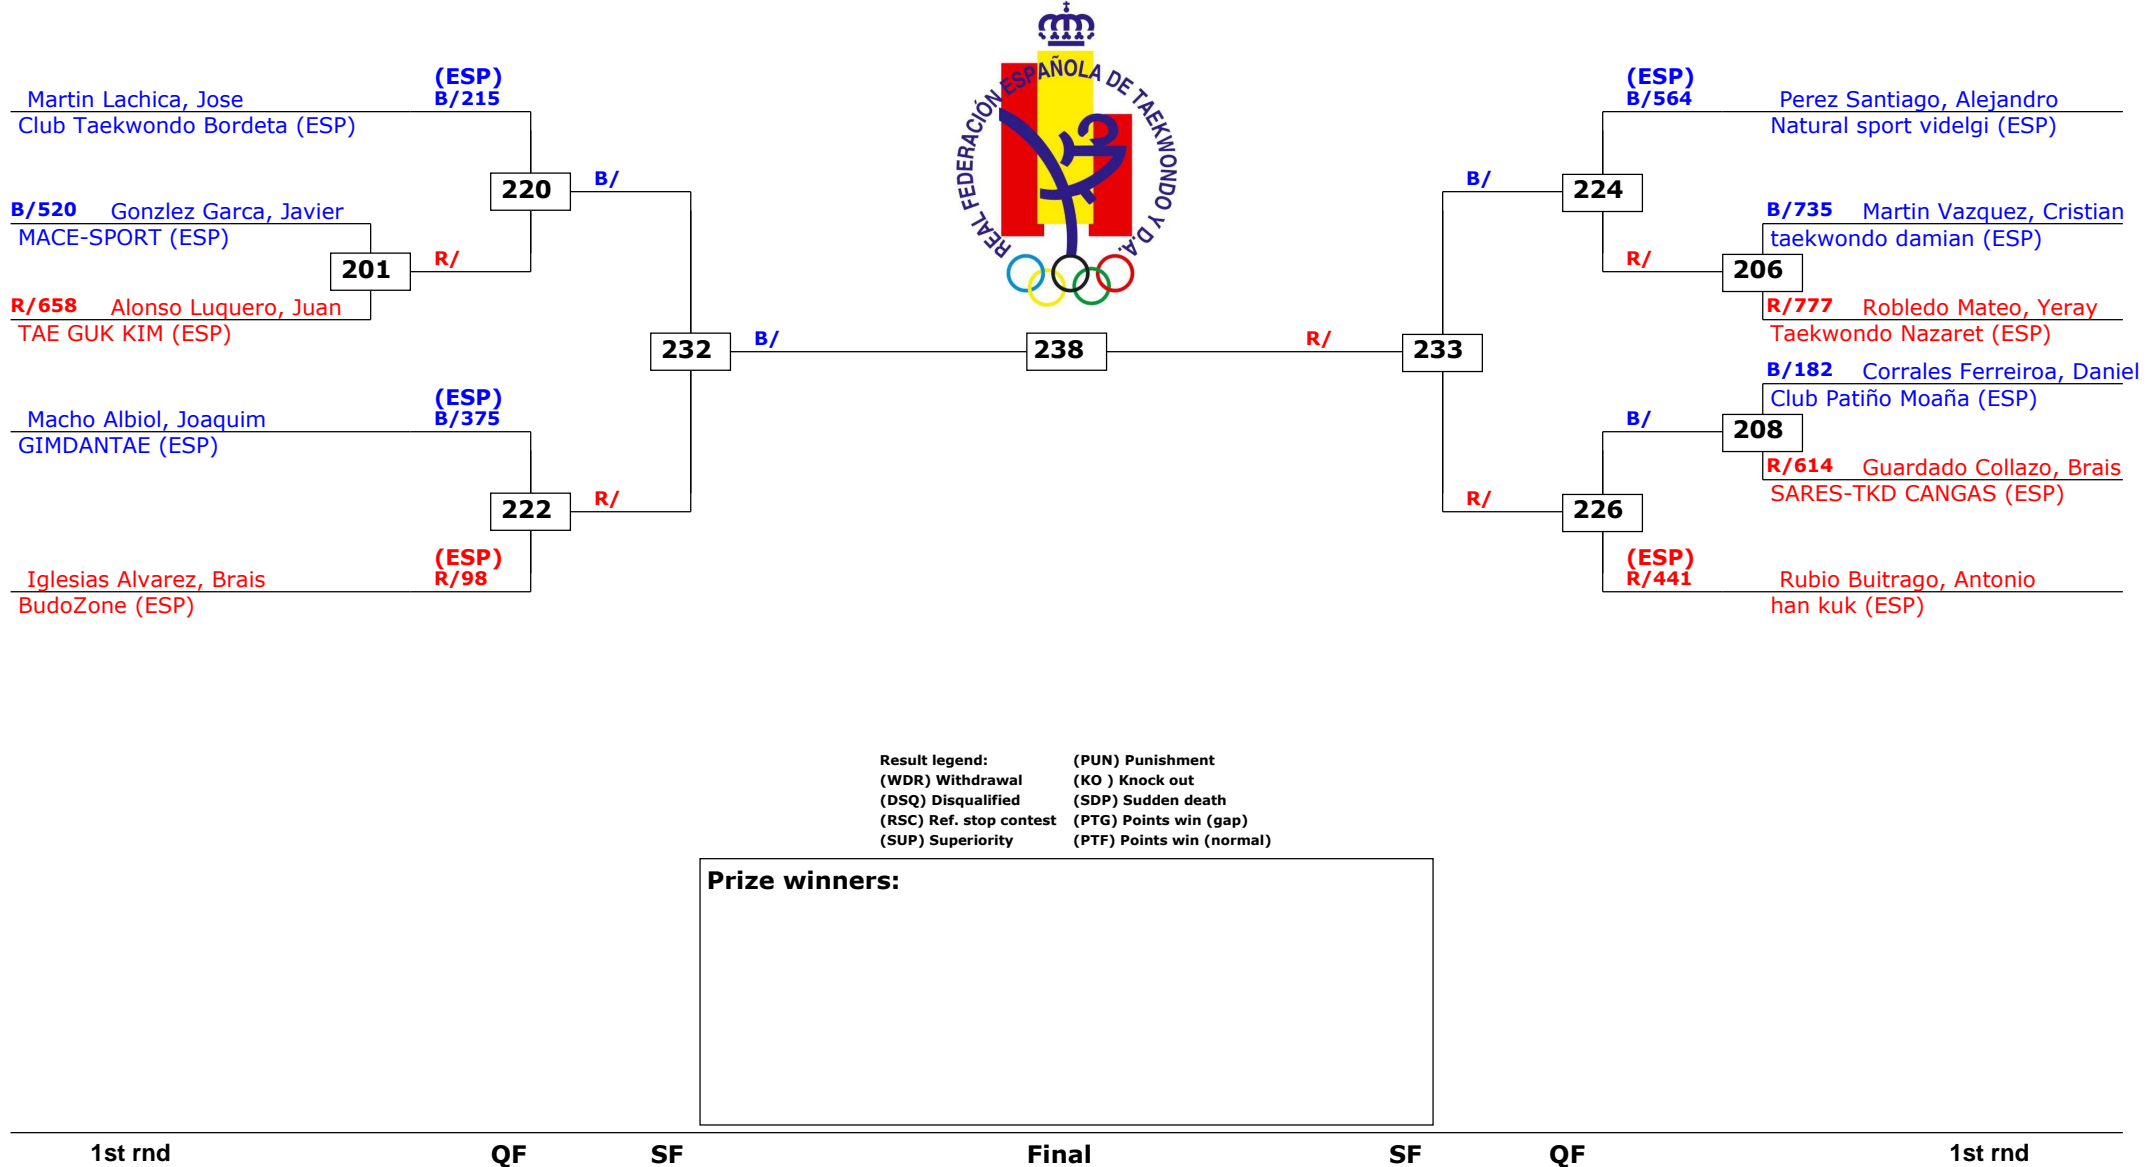 REAL FEDERACIÓN ESPAÑOLA DE TAEKWONDO Y D.A.
(ESP)
Martin Lachica, Jose B/215
Club Taekwondo Bordeta (ESP)
220
B/
B/520 Gonzlez Garca, Javier
MACE-SPORT (ESP)
201
R/
R/658 Alonso Luquero, Juan
TAE GUK KIM (ESP)
232
B/
(ESP)
Macho Albiol, Joaquim B/375
GIMDANTAE (ESP)
222
R/
(ESP)
Iglesias Alvarez, Brais R/98
BudoZone (ESP)
238
(ESP)
B/564 Perez Santiago, Alejandro
Natural sport videlgi (ESP)
B/
224
B/735 Martin Vazquez, Cristian
taekwondo damian (ESP)
R/
206
R/777 Robledo Mateo, Yeray
Taekwondo Nazaret (ESP)
R/
233
B/182 Corrales Ferreiroa, Daniel
Club Patiño Moaña (ESP)
B/
208
R/614 Guardado Collazo, Brais
SARES-TKD CANGAS (ESP)
R/
226
(ESP)
R/441 Rubio Buitrago, Antonio
han kuk (ESP)
Result legend: (PUN) Punishment
(WDR) Withdrawal (KO ) Knock out
(DSQ) Disqualified (SDP) Sudden death
(RSC) Ref. stop contest (PTG) Points win (gap)
(SUP) Superiority (PTF) Points win (normal)
Prize winners:
1st rnd QF SF Final SF QF 1st rnd